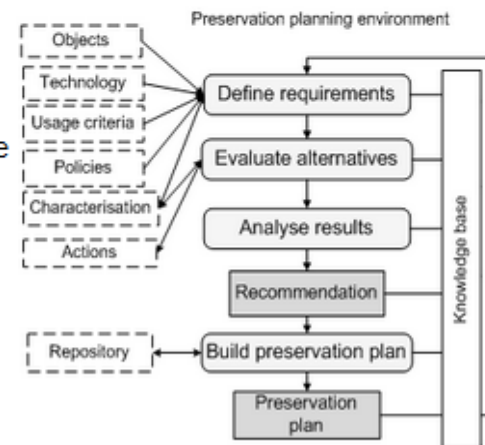 Preservation planning environment
Objects
Technology
Usage criteria
e
Policies
Characterisation
Actions
Repository
Define requirements
Evaluate alternatives
Analyse results
Recommendation
Build preservation plan
Preservation
plan
Knowledge base